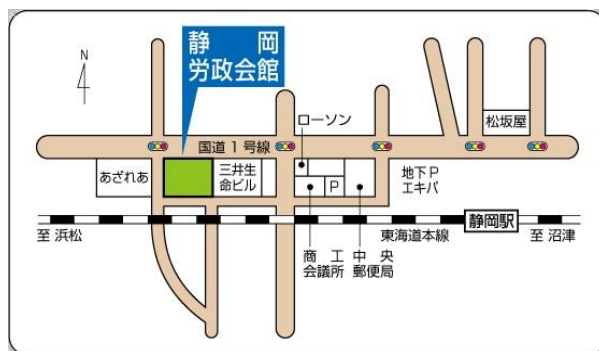 N
静岡
労政会館
ローソン
松坂屋
国道1号線
あざれあ
三井生
命ビル
P
地下P
エキパ
静岡駅
至 浜松
東海道本線
至 沼津
商工
会議所
中央
郵便局